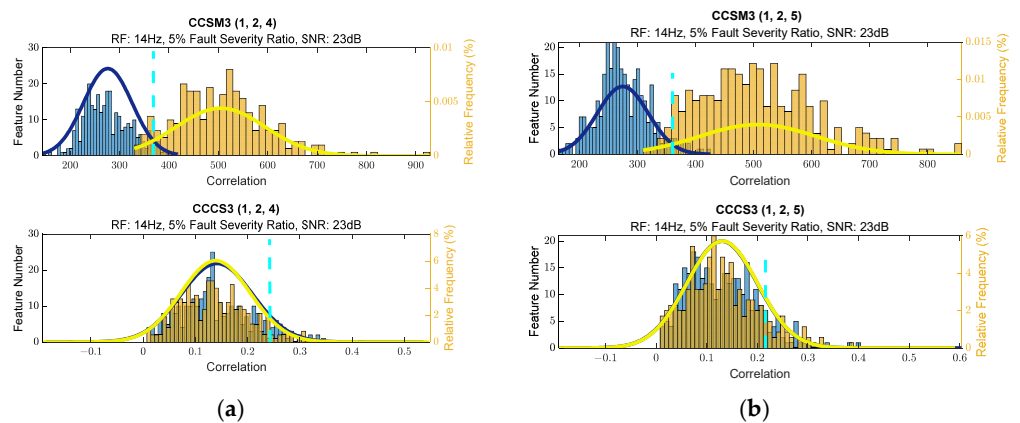 CCSM3 (1, 2, 4)
RF: 14Hz, 5% Fault Severity Ratio, SNR: 23dB
Feature Number
30
20
10
0
0.01
0.005
0
Relative Frequency (%)
200 300 400 500 600 700 800 900
Correlation
CCSM3 (1, 2, 5)
RF: 14Hz, 5% Fault Severity Ratio, SNR: 23dB
Feature Number
20
15
10
5
0
0.015
0.01
0.005
0
Relative Frequency (%)
200 300 400 500 600 700 800
Correlation
CCCS3 (1, 2, 4)
RF: 14Hz, 5% Fault Severity Ratio, SNR: 23dB
Feature Number
30
20
10
0
8
6
4
2
0
Relative Frequency (%)
-0.1 0 0.1 0.2 0.3 0.4 0.5
Correlation
CCCS3 (1, 2, 5)
RF: 14Hz, 5% Fault Severity Ratio, SNR: 23dB
Feature Number
20
15
10
5
0
6
4
2
0
Relative Frequency (%)
-0.1 0 0.1 0.2 0.3 0.4 0.5 0.6
Correlation
(a)
(b)